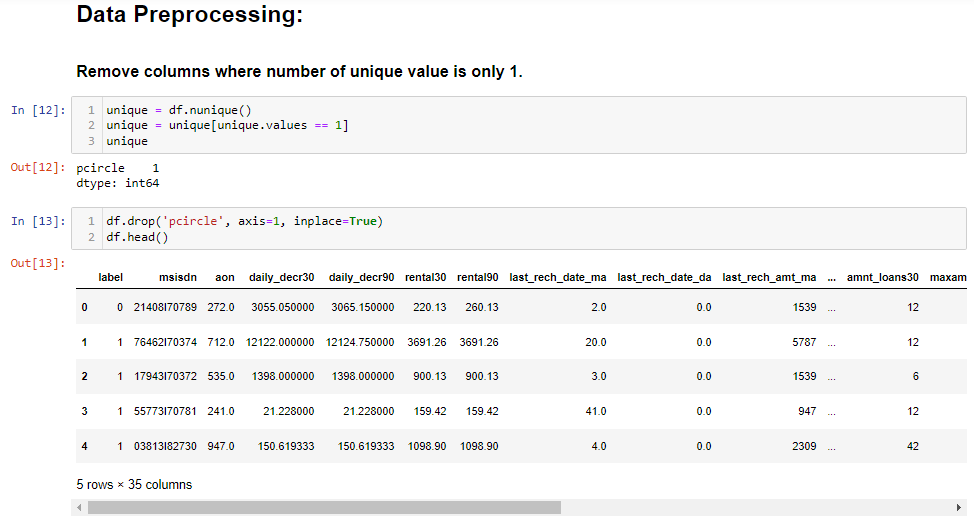 Data Preprocessing:
Remove columns where number of unique value is only 1.
In [12]:
1 unique = df.nunique()
2 unique = unique[unique.values == 1]
3 unique
Out[12]: pcircle    1
dtype: int64
In [13]:
1 df.drop('pcircle', axis=1, inplace=True)
2 df.head()
Out[13]:
label msisdn aon daily_decr30 daily_decr90 rental30 rental90 last_rech_date_ma last_rech_date_da last_rech_amt_ma ... amnt_loans30 maxam
0 0 21408I70789 272.0 3055.050000 3065.150000 220.13 260.13 2.0 0.0 1539 ... 12
1 1 76462I70374 712.0 12122.000000 12124.750000 3691.26 3691.26 20.0 0.0 5787 ... 12
2 1 17943I70372 535.0 1398.000000 1398.000000 900.13 900.13 3.0 0.0 1539 ... 6
3 1 55773I70781 241.0 21.228000 21.228000 159.42 159.42 41.0 0.0 947 ... 12
4 1 03813I82730 947.0 150.619333 150.619333 1098.90 1098.90 4.0 0.0 2309 ... 42
5 rows × 35 columns